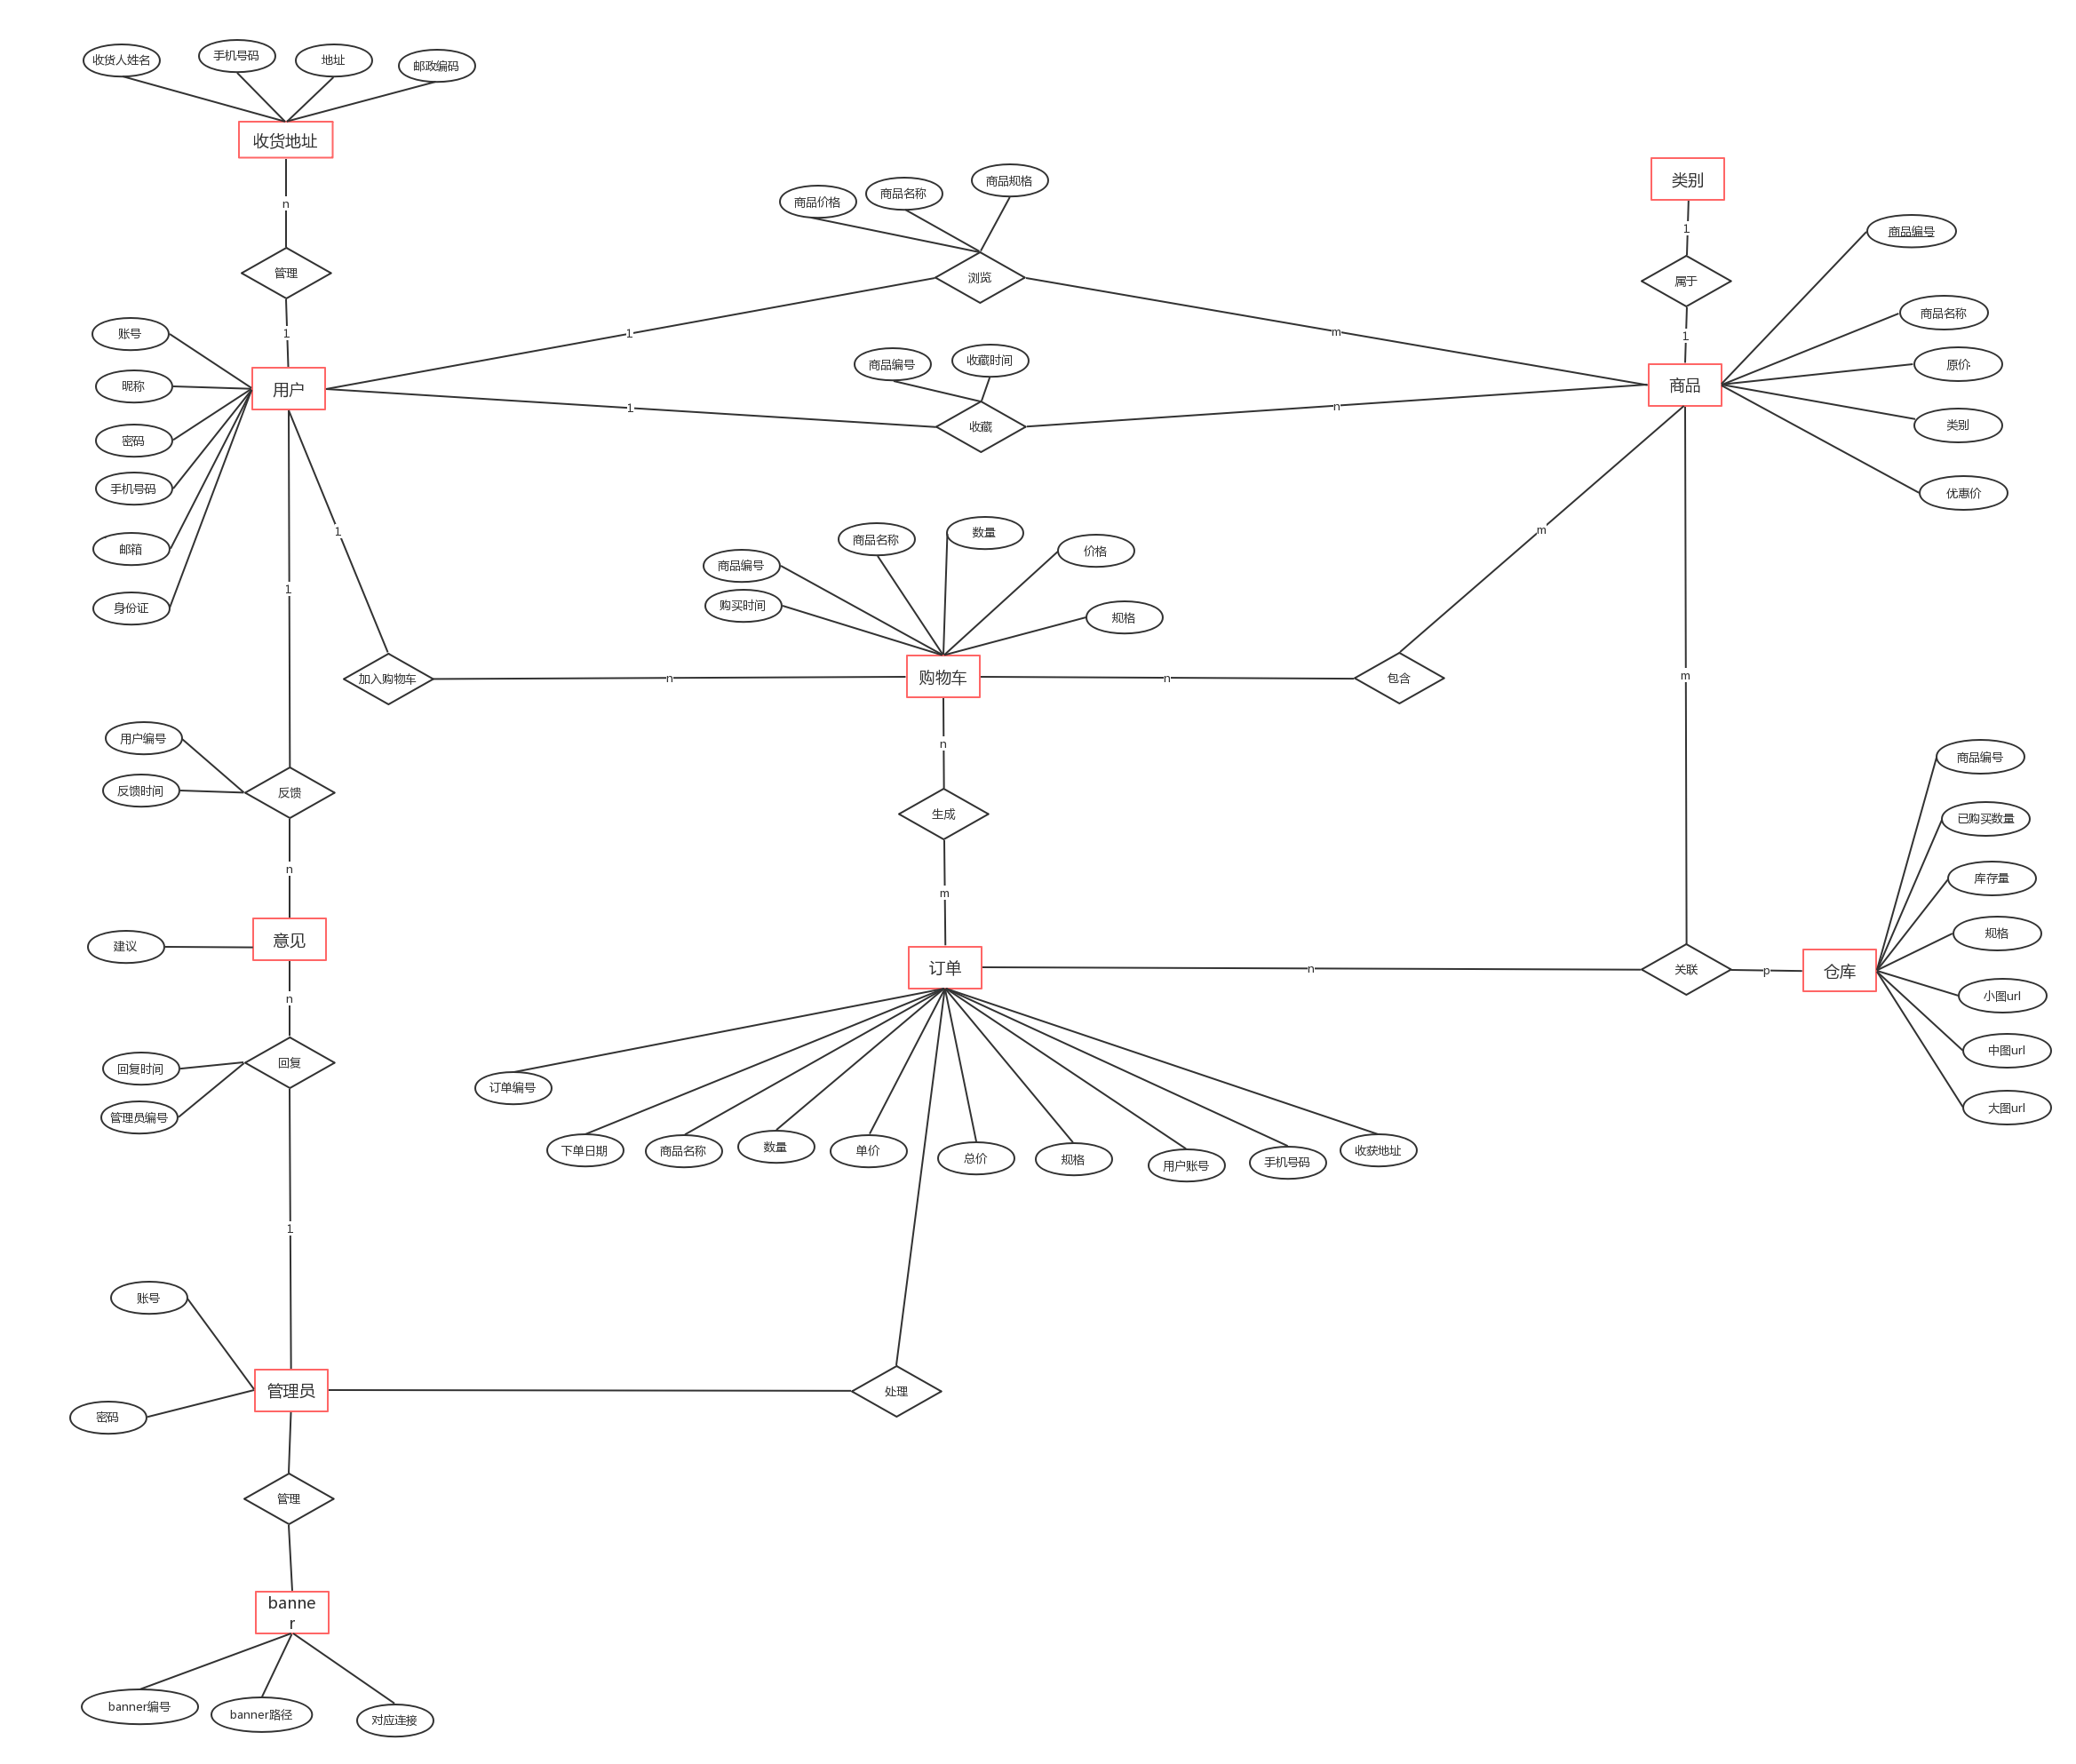 收货人姓名
手机号码
地址
邮政编码
收货地址
n
管理
1
商品价格
商品名称
商品规格
类别
1
属于
1
商品编号
商品名称
原价
类别
优惠价
账号
昵称
密码
手机号码
邮箱
身份证
用户
1
浏览
m
商品编号
收藏时间
1
收藏
n
商品
1
1
m
商品编号
购买时间
商品名称
数量
价格
规格
加入购物车
n
购物车
n
包含
m
用户编号
反馈时间
反馈
n
n
生成
m
商品编号
已购买数量
库存量
规格
小图url
中图url
大图url
建议
意见
n
订单
n
关联
p
仓库
回复时间
管理员编号
回复
1
订单编号
下单日期
商品名称
数量
单价
总价
规格
用户账号
手机号码
收获地址
账号
密码
管理员
处理
管理
banne
r
banner编号
banner路径
对应连接